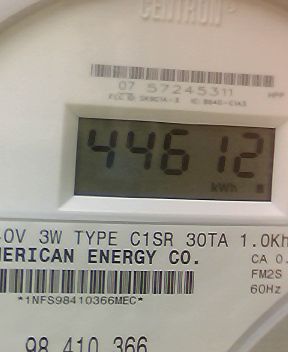 CENTRON
07 57245311
44612
kWh
.0V 3W TYPE C1SR 30TA 1.0Kh
MERICAN ENERGY CO.
CA 0.
FM2S
60Hz
*1NFS98410366MEC*
98 410 366